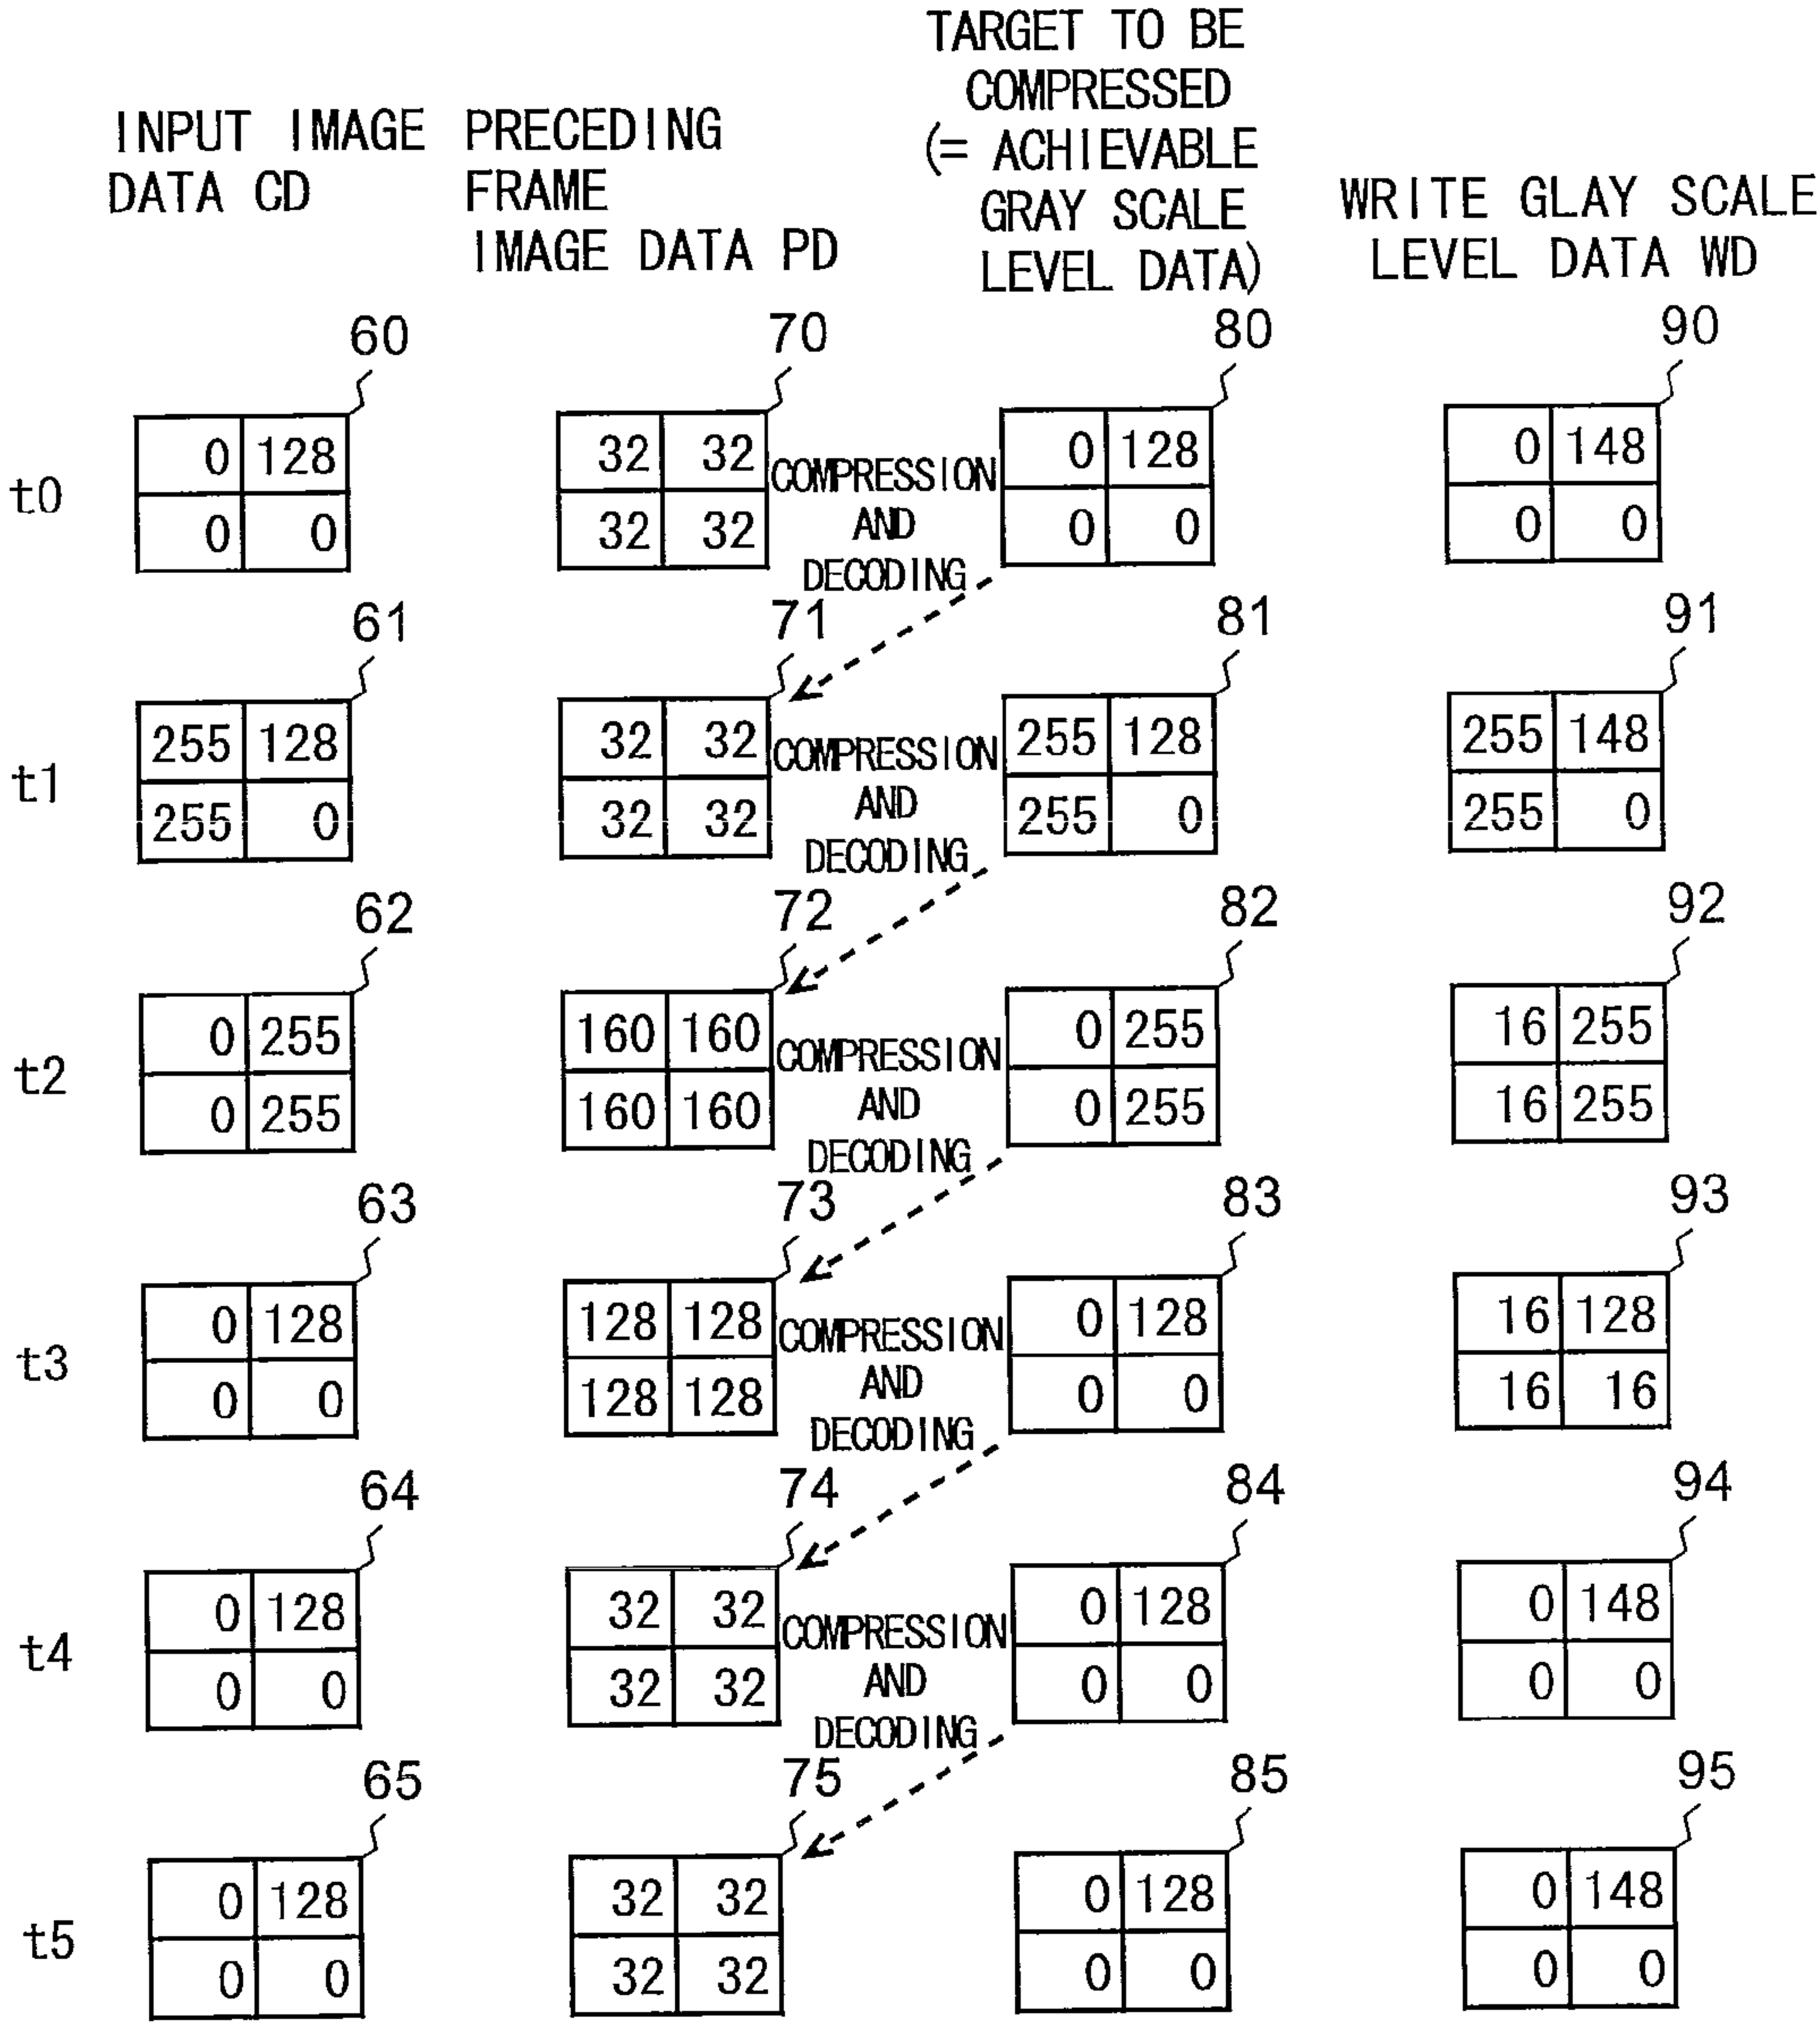 INPUT IMAGE
DATA CD
PRECEDING
FRAME
IMAGE DATA PD
TARGET TO BE
COMPRESSED
(= ACHIEVABLE
GRAY SCALE
LEVEL DATA)
WRITE GLAY SCALE
LEVEL DATA WD
60 70 80 90
t0
0 128
0 0
32 32
32 32
COMPRESSION
AND
DECODING
0 128
0 0
0 148
0 0
61 71 81 91
t1
255 128
255 0
32 32
32 32
COMPRESSION
AND
DECODING
255 128
255 0
255 148
255 0
62 72 82 92
t2
0 255
0 255
160 160
160 160
COMPRESSION
AND
DECODING
0 255
0 255
16 255
16 255
63 73 83 93
t3
0 128
0 0
128 128
128 128
COMPRESSION
AND
DECODING
0 128
0 0
16 128
16 16
64 74 84 94
t4
0 128
0 0
32 32
32 32
COMPRESSION
AND
DECODING
0 128
0 0
0 148
0 0
65 75 85 95
t5
0 128
0 0
32 32
32 32
0 128
0 0
0 148
0 0